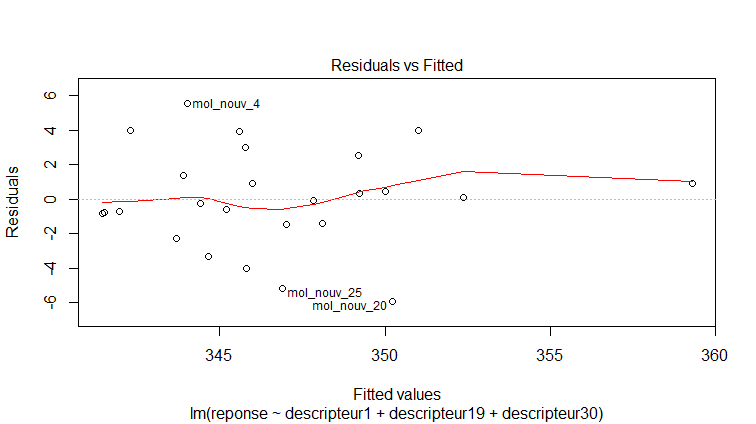 Residuals vs Fitted
Residuals
6
4
2
0
-2
-4
-6
mol_nouv_4
mol_nouv_25
mol_nouv_20
345
350
355
360
Fitted values
lm(reponse ~ descripteur1 + descripteur19 + descripteur30)